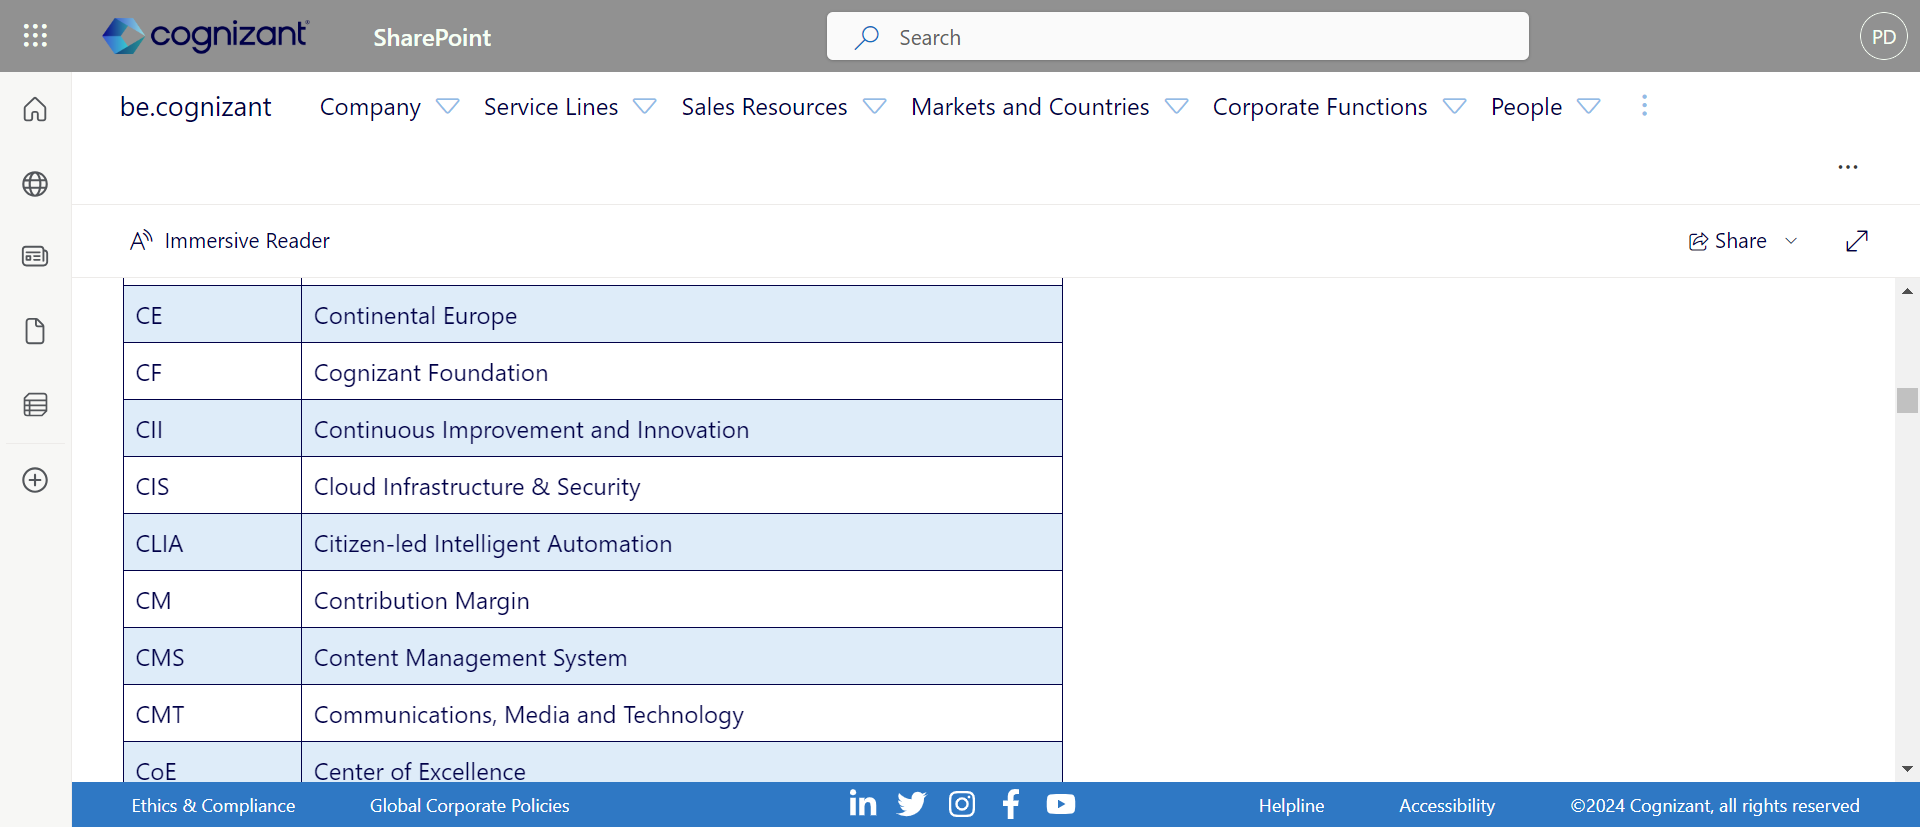 cognizant
SharePoint
Search
PD
be.cognizant
Company
Service Lines
Sales Resources
Markets and Countries
Corporate Functions
People
Immersive Reader
Share
CE Continental Europe
CF Cognizant Foundation
CII Continuous Improvement and Innovation
CIS Cloud Infrastructure & Security
CLIA Citizen-led Intelligent Automation
CM Contribution Margin
CMS Content Management System
CMT Communications, Media and Technology
CoE Center of Excellence
Ethics & Compliance
Global Corporate Policies
Helpline
Accessibility
©2024 Cognizant, all rights reserved